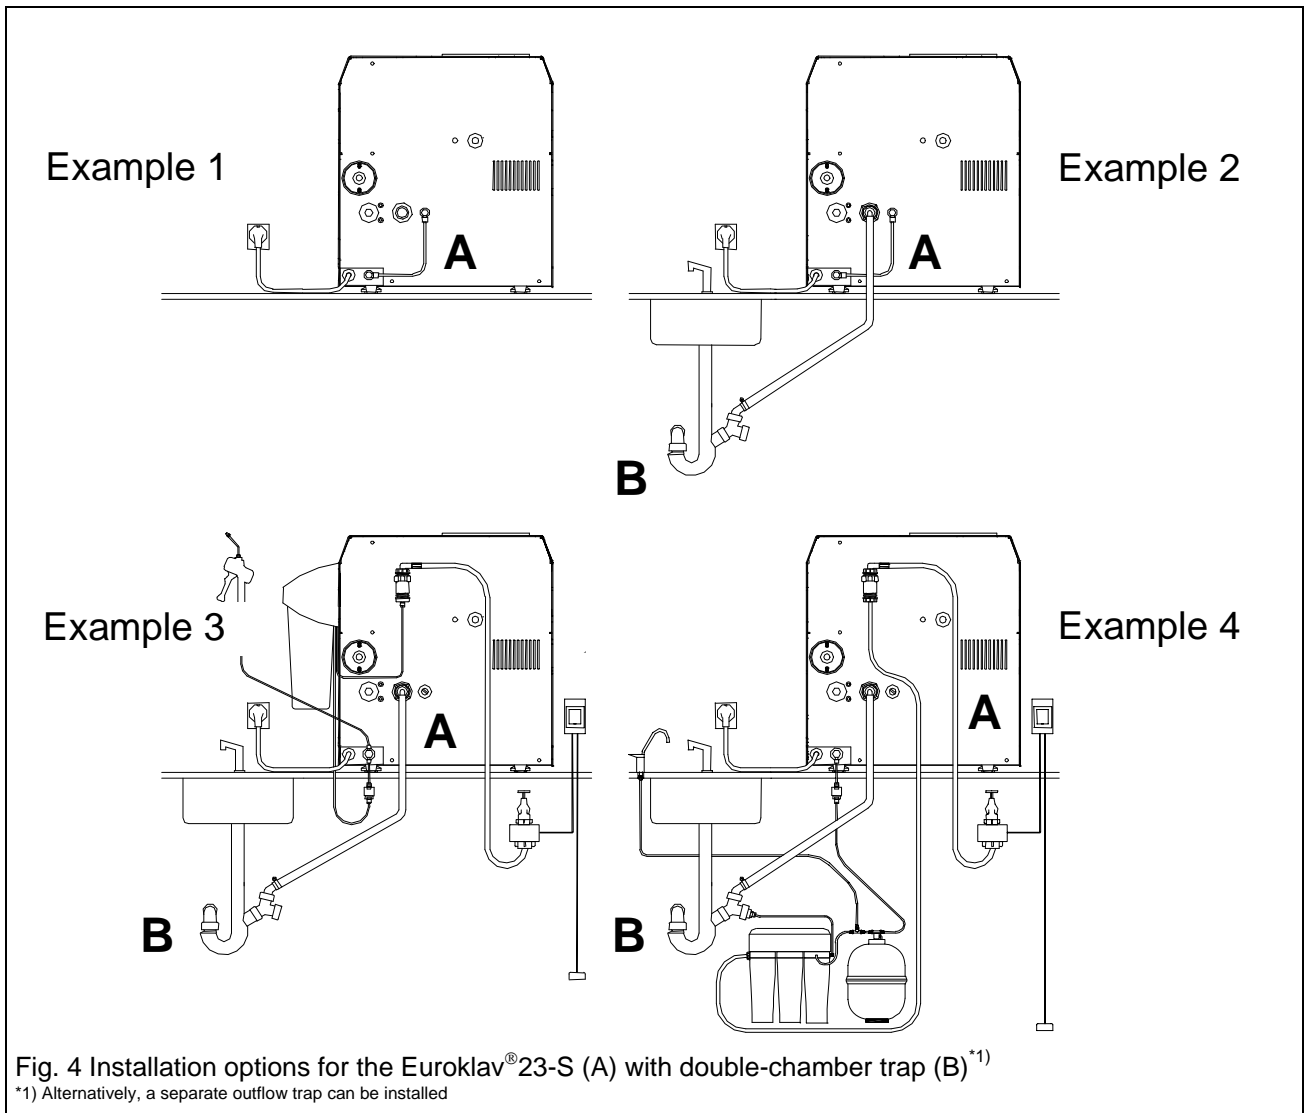 Example 1
A
Example 2
A
B
Example 3
A
B
Example 4
A
B
Fig. 4 Installation options for the Euroklav®23-S (A) with double-chamber trap (B)*1)
*1) Alternatively, a separate outflow trap can be installed